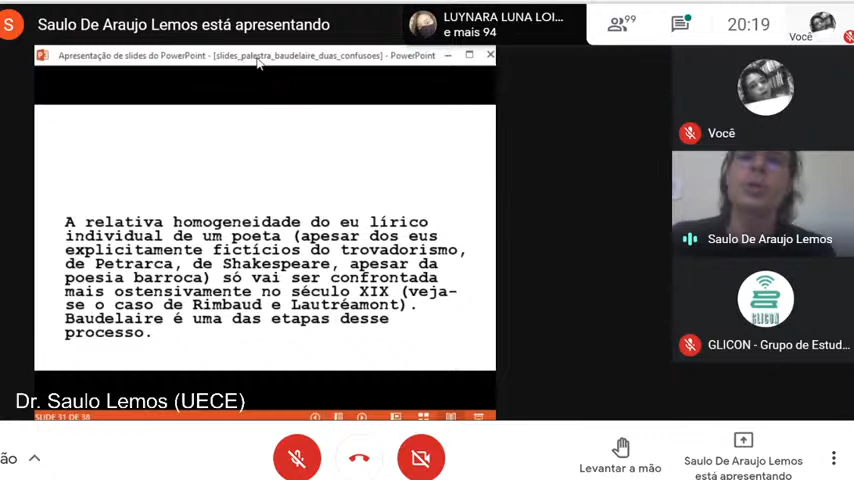 S Saulo De Araujo Lemos está apresentando
LUYNARA LUNA LOI...
e mais 94
99
20:19
Você
Apresentação de slides do PowerPoint - [slides_palestra_baudelaire_duas_confusoes] - PowerPoint
A relativa homogeneidade do eu lírico
individual de um poeta (apesar dos eus
explicitamente fictícios do trovadorismo,
de Petrarca, de Shakespeare, apesar da
poesia barroca) só vai ser confrontada
mais ostensivamente no século XIX (veja-
se o caso de Rimbaud e Lautréamont).
Baudelaire é uma das etapas desse
processo.
Você
Saulo De Araujo Lemos
GLICON
GLICON - Grupo de Estud...
Dr. Saulo Lemos (UECE)
SLIDE 31 DE 38
ão
Levantar a mão
Saulo De Araujo Lemos
está apresentando